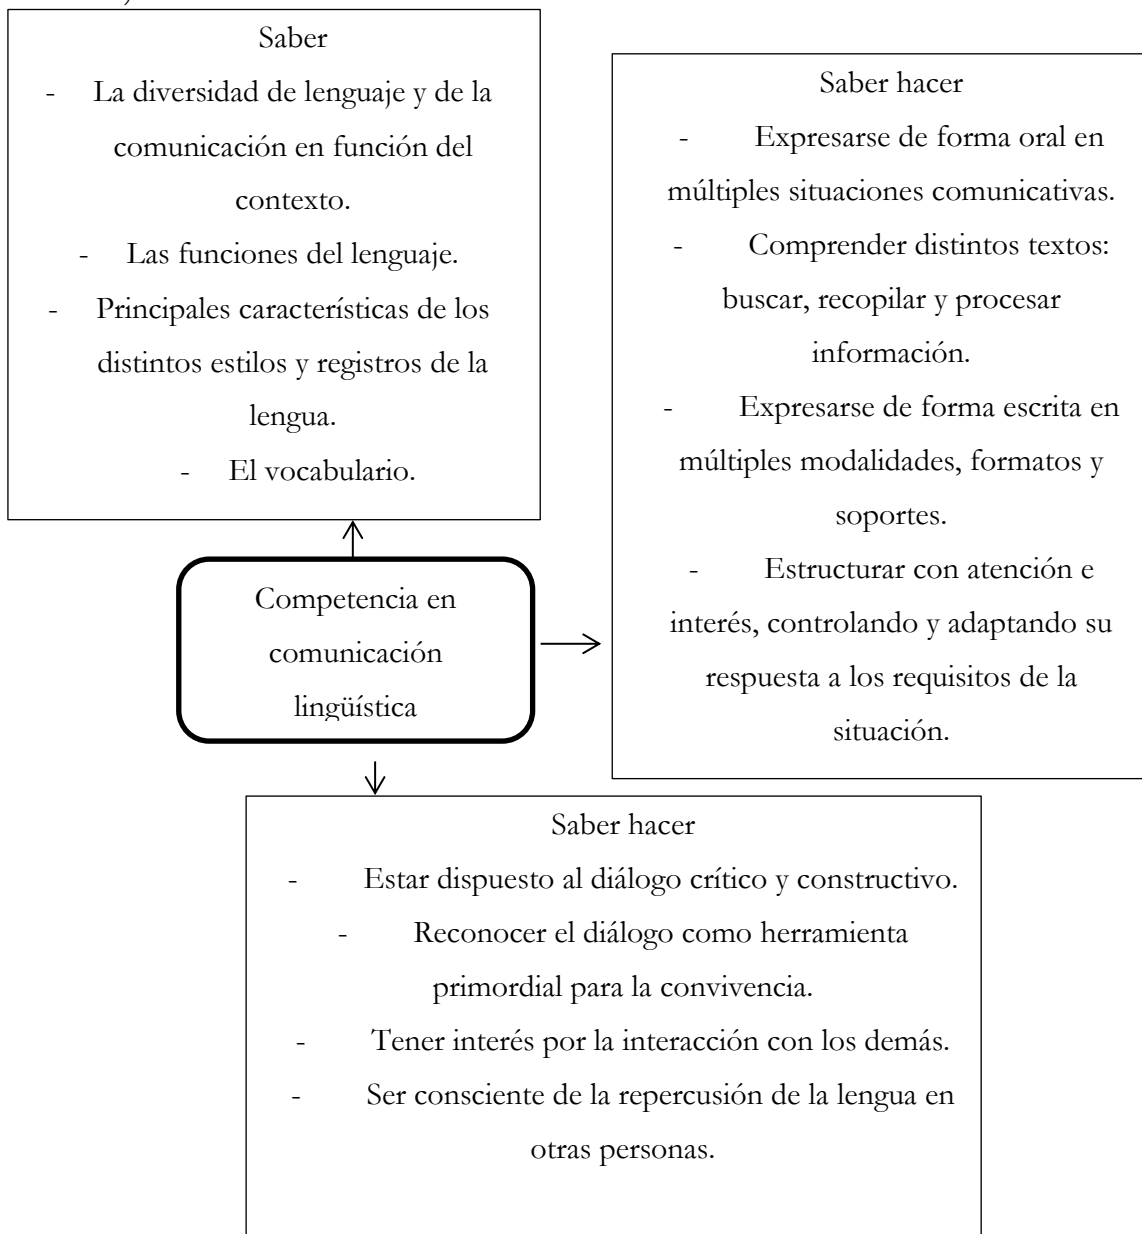 Saber
- La diversidad de lenguaje y de la
comunicación en función del
contexto.
- Las funciones del lenguaje.
- Principales características de los
distintos estilos y registros de la
lengua.
- El vocabulario.
Saber hacer
- Expresarse de forma oral en
múltiples situaciones comunicativas.
- Comprender distintos textos:
buscar, recopilar y procesar
información.
- Expresarse de forma escrita en
múltiples modalidades, formatos y
soportes.
- Estructurar con atención e
interés, controlando y adaptando su
respuesta a los requisitos de la
situación.
Competencia en
comunicación
lingüística
Saber hacer
- Estar dispuesto al diálogo crítico y constructivo.
- Reconocer el diálogo como herramienta
primordial para la convivencia.
- Tener interés por la interacción con los demás.
- Ser consciente de la repercusión de la lengua en
otras personas.